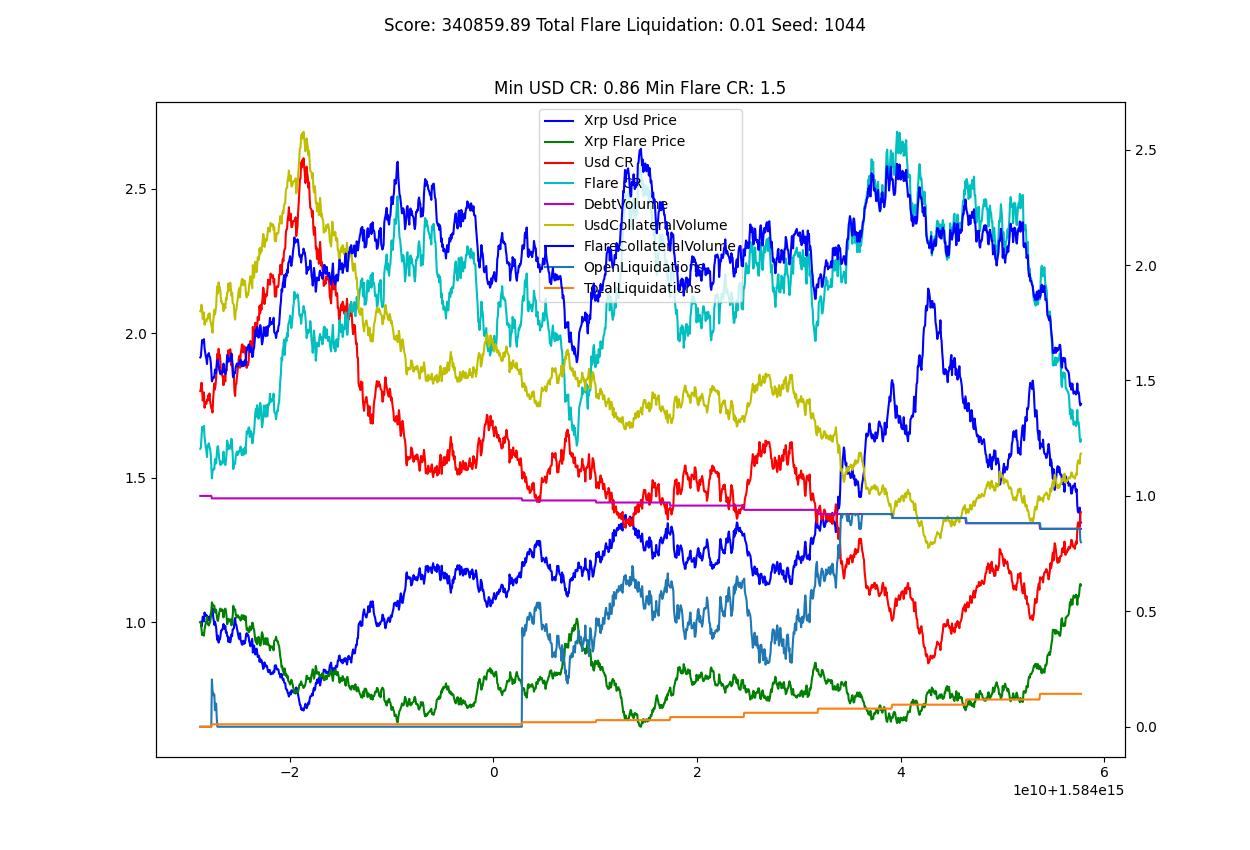 Score: 340859.89 Total Flare Liquidation: 0.01 Seed: 1044
Min USD CR: 0.86 Min Flare CR: 1.5
Xrp Usd Price
Xrp Flare Price
Usd CR
Flare CR
DebtVolume
UsdCollateralVolume
FlareCollateralVolume
OpenLiquidations
TotalLiquidations
2.5
2.0
1.5
1.0
2.5
2.0
1.5
1.0
0.5
0.0
−2 0 2 4 6
1e10+1.584e15